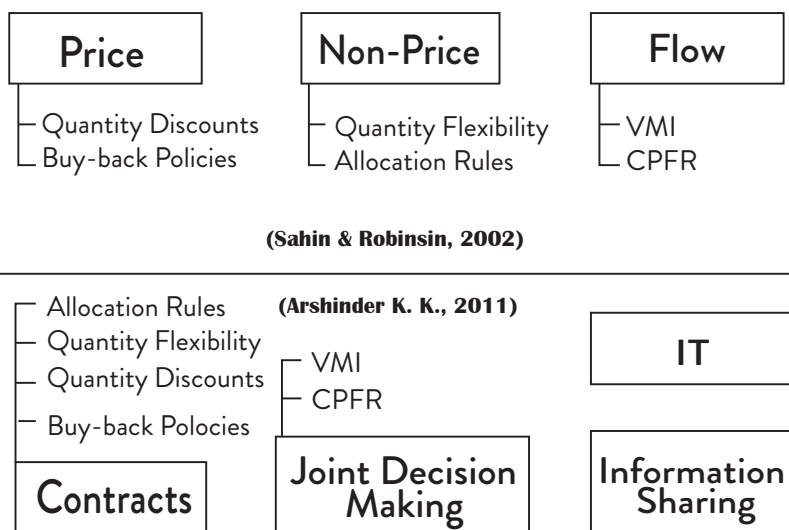 Price
Quantity Discounts
Buy-back Policies
Non-Price
Quantity Flexibility
Allocation Rules
Flow
VMI
CPFR
(Sahin & Robinsin, 2002)
(Arshinder K. K., 2011)
Allocation Rules
Quantity Flexibility
Quantity Discounts
Buy-back Polocies
Contracts
VMI
CPFR
Joint Decision
Making
IT
Information
Sharing